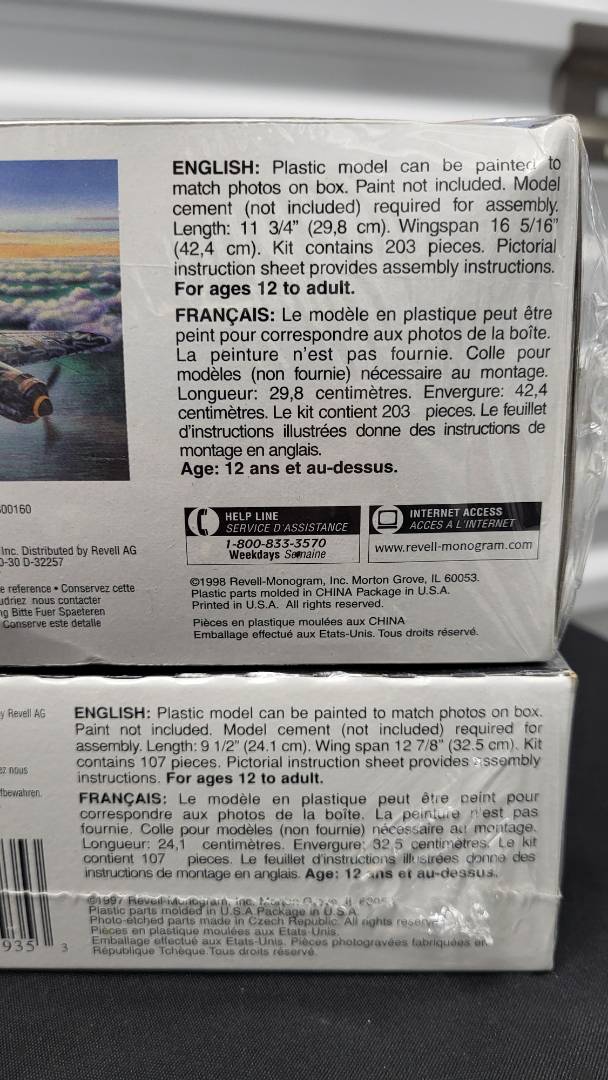 ENGLISH: Plastic model can be painted to
match photos on box. Paint not included. Model
cement (not included) required for assembly.
Length: 11 3/4” (29,8 cm). Wingspan 16 5/16”
(42,4 cm). Kit contains 203 pieces. Pictorial
instruction sheet provides assembly instructions.
For ages 12 to adult.
FRANÇAIS: Le modèle en plastique peut être
peint pour correspondre aux photos de la boîte.
La peinture n'est pas fournie. Colle pour
modèles (non fournie) nécessaire au montage.
Longueur: 29,8 centimètres. Envergure: 42,4
centimètres. Le kit contient 203 pieces. Le feuillet
d'instructions illustrées donne des instructions de
montage en anglais.
Age: 12 ans et au-dessus.
00160
Inc. Distributed by Revell AG
-30 D-32257
e reference • Conservez cette
udriez nous contacter
ng Bitte Fuer Spaeteren
Conserve este detalle
HELP LINE
SERVICE D'ASSISTANCE
1-800-833-3570
Weekdays Semaine
INTERNET ACCESS
ACCES A L'INTERNET
www.revell-monogram.com
©1998 Revell-Monogram, Inc. Morton Grove, IL 60053.
Plastic parts molded in CHINA Package in U.S.A.
Printed in U.S.A. All rights reserved.
Pièces en plastique moulées aux CHINA
Emballage effectué aux Etats-Unis. Tous droits réservé.
y Revell AG
ez nous
fbewahren.
ENGLISH: Plastic model can be painted to match photos on box.
Paint not included. Model cement (not included) required for
assembly. Length: 9 1/2” (24.1 cm). Wing span 12 7/8” (32.5 cm). Kit
contains 107 pieces. Pictorial instruction sheet provides assembly
instructions. For ages 12 to adult.
FRANÇAIS: Le modèle en plastique peut être peint pour
correspondre aux photos de la boîte. La peinture n'est pas
fournie. Colle pour modèles (non fournie) nécessaire au montage.
Longueur: 24,1 centimètres. Envergure: 32,5 centimètres. Le kit
contient 107 pieces. Le feuillet d'instructions illustrées donne des
instructions de montage en anglais. Age: 12 ans et au-dessus.
©1997 Revell-Monogram, Inc.
Plastic parts molded in U.S.A. Package in U.S.A.
Photo-etched parts made in Czech Republic. All rights reserve
Pièces en plastique moulées aux Etats-Unis.
Emballage effectué aux Etats-Unis. Pièces photogravées fabriquées en
République Tchèque. Tous droits réservé.
935 3